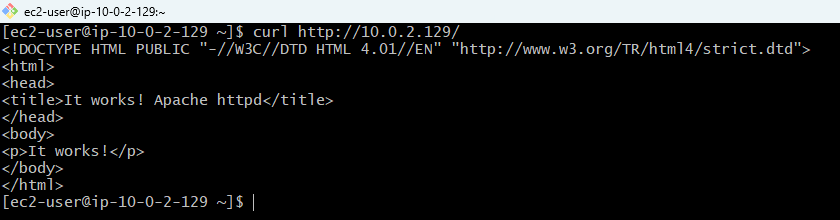 ec2-user@ip-10-0-2-129:~
[ec2-user@ip-10-0-2-129 ~]$ curl http://10.0.2.129/
<!DOCTYPE HTML PUBLIC "-//W3C//DTD HTML 4.01//EN" "http://www.w3.org/TR/html4/strict.dtd">
<html>
<head>
<title>It works! Apache httpd</title>
</head>
<body>
<p>It works!</p>
</body>
</html>
[ec2-user@ip-10-0-2-129 ~]$